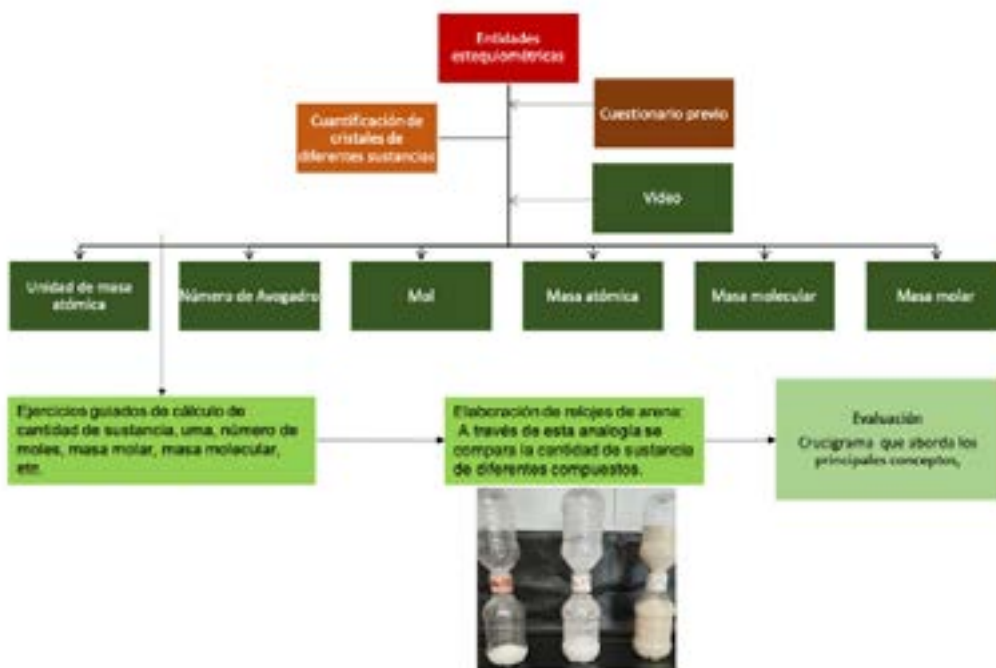 Entidades
estequiométricas
Cuestionario previo
Cuantificación de
cristales de
diferentes sustancias
Video
Unidad de masa
atómica
Número de Avogadro
Mol
Masa atómica
Masa molecular
Masa molar
Ejercicios guiados de cálculo de
cantidad de sustancia, uma, número de
moles, masa molar, masa molecular,
etc.
Elaboración de relojes de arena:
A través de esta analogía se
compara la cantidad de sustancia
de diferentes compuestos.
Evaluación
Crucigrama que aborda los
principales conceptos,